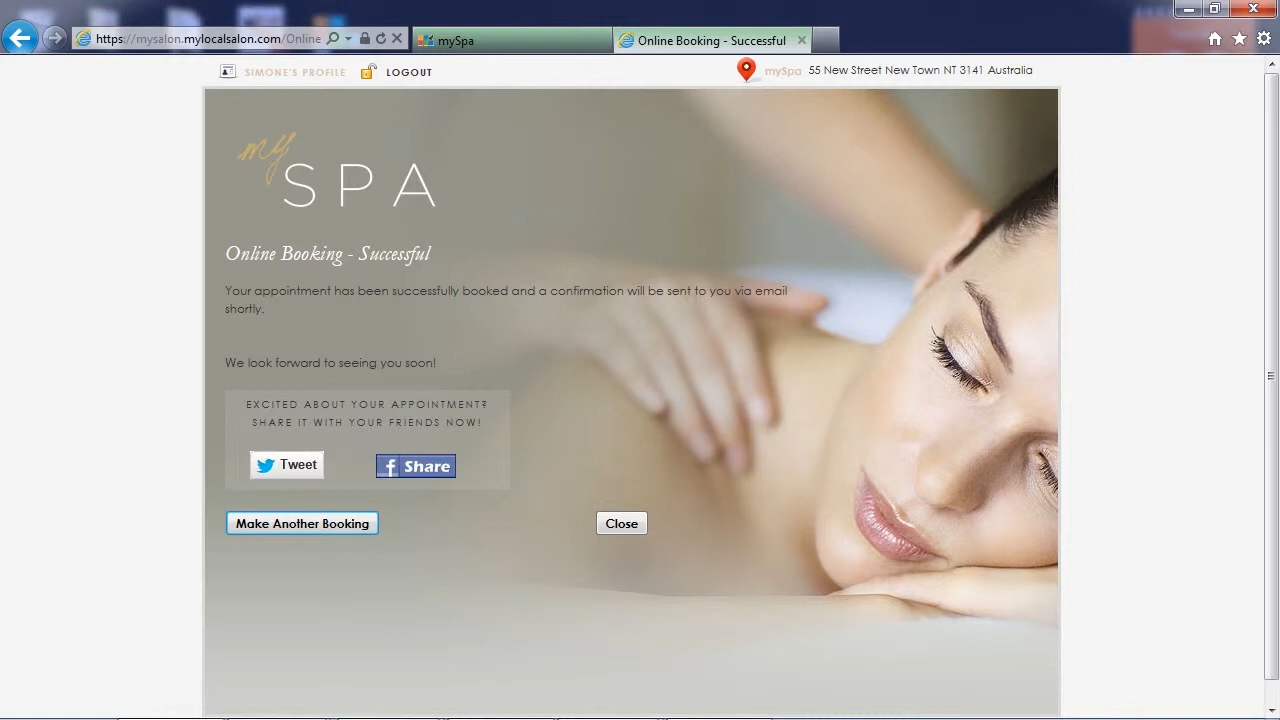 https://mysalon.mylocalsalon.com/Online
mySpa
Online Booking - Successful
SIMONE'S PROFILE
LOGOUT
mySpa 55 New Street New Town NT 3141 Australia
my
SPA
Online Booking - Successful
Your appointment has been successfully booked and a confirmation will be sent to you via email
shortly.
We look forward to seeing you soon!
EXCITED ABOUT YOUR APPOINTMENT?
SHARE IT WITH YOUR FRIENDS NOW!
Tweet
f Share
Make Another Booking
Close